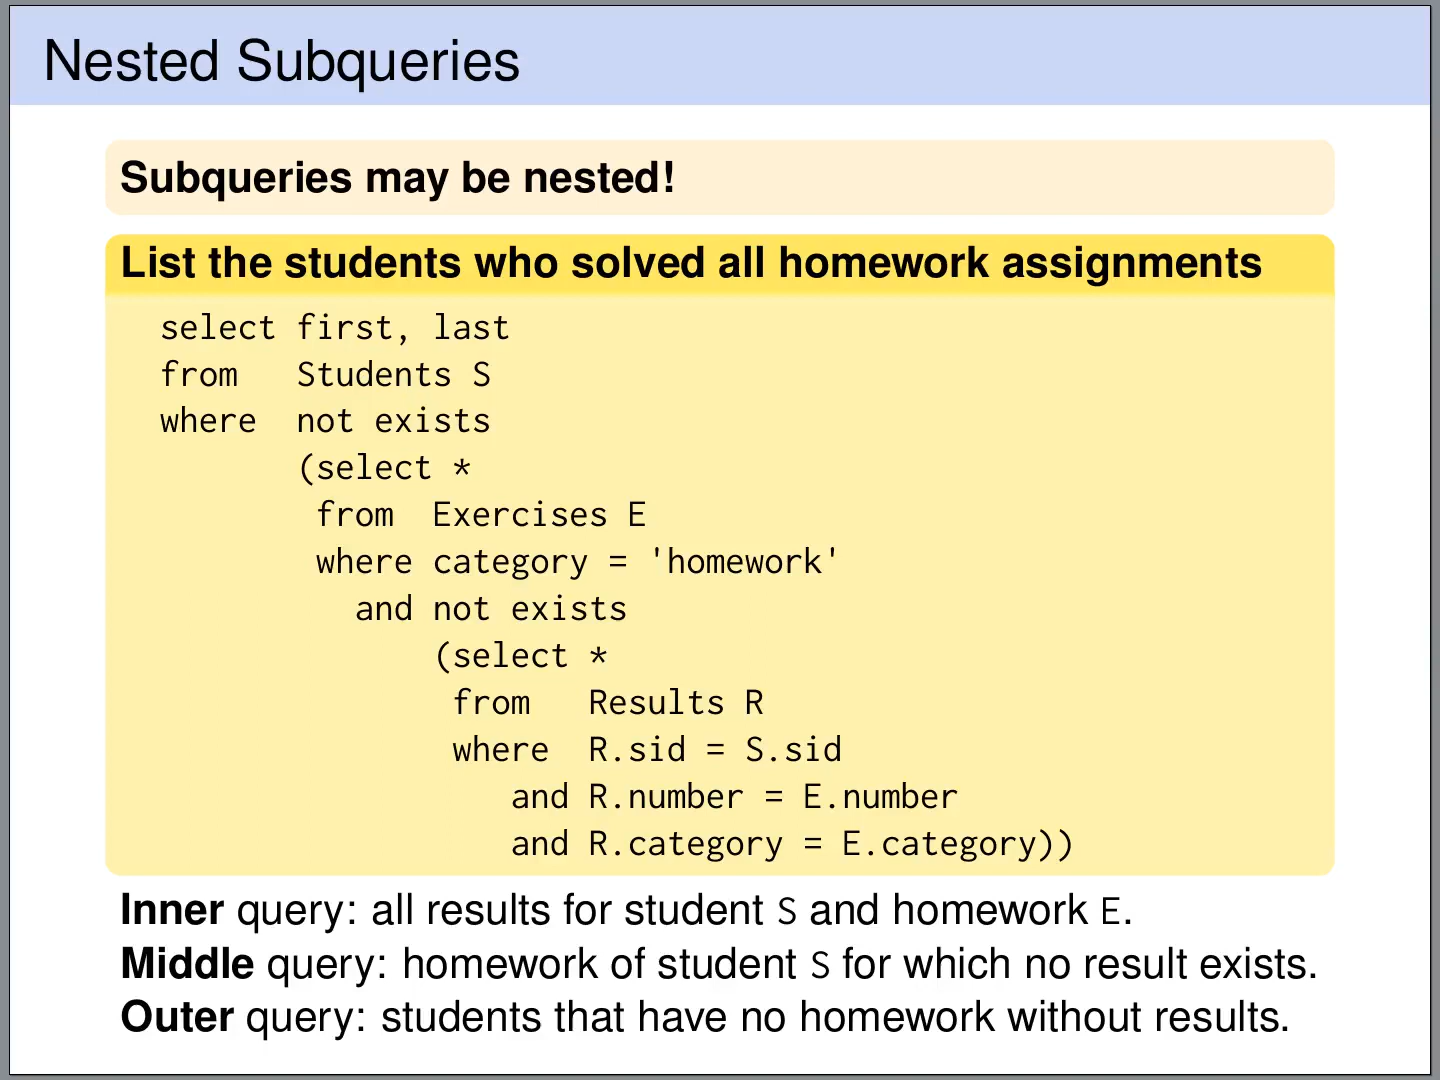 Nested Subqueries
Subqueries may be nested!
List the students who solved all homework assignments
select first, last
from   Students S
where  not exists
       (select *
        from  Exercises E
        where category = 'homework'
          and not exists
              (select *
               from   Results R
               where  R.sid = S.sid
                  and R.number = E.number
                  and R.category = E.category))
Inner query: all results for student S and homework E.
Middle query: homework of student S for which no result exists.
Outer query: students that have no homework without results.